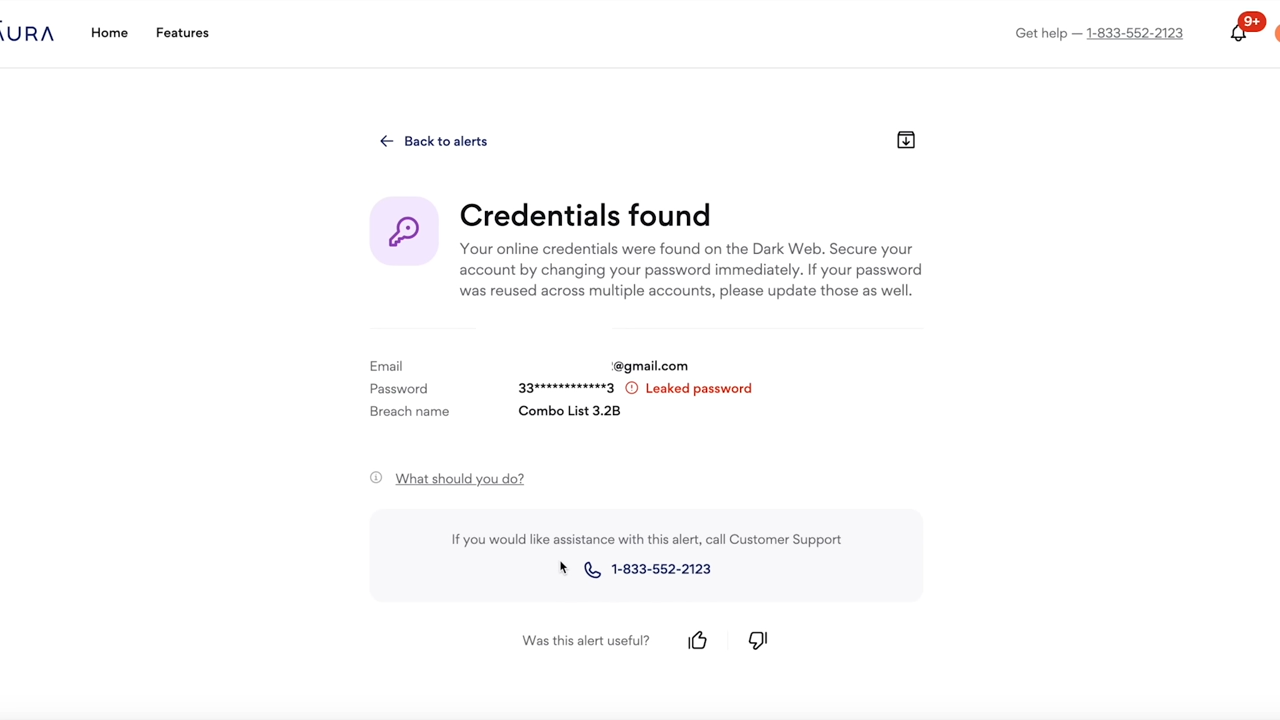 AURA
Home
Features
Get help — 1-833-552-2123
9+
Back to alerts
Credentials found
Your online credentials were found on the Dark Web. Secure your
account by changing your password immediately. If your password
was reused across multiple accounts, please update those as well.
Email @gmail.com
Password 33************3 Leaked password
Breach name Combo List 3.2B
What should you do?
If you would like assistance with this alert, call Customer Support
1-833-552-2123
Was this alert useful?